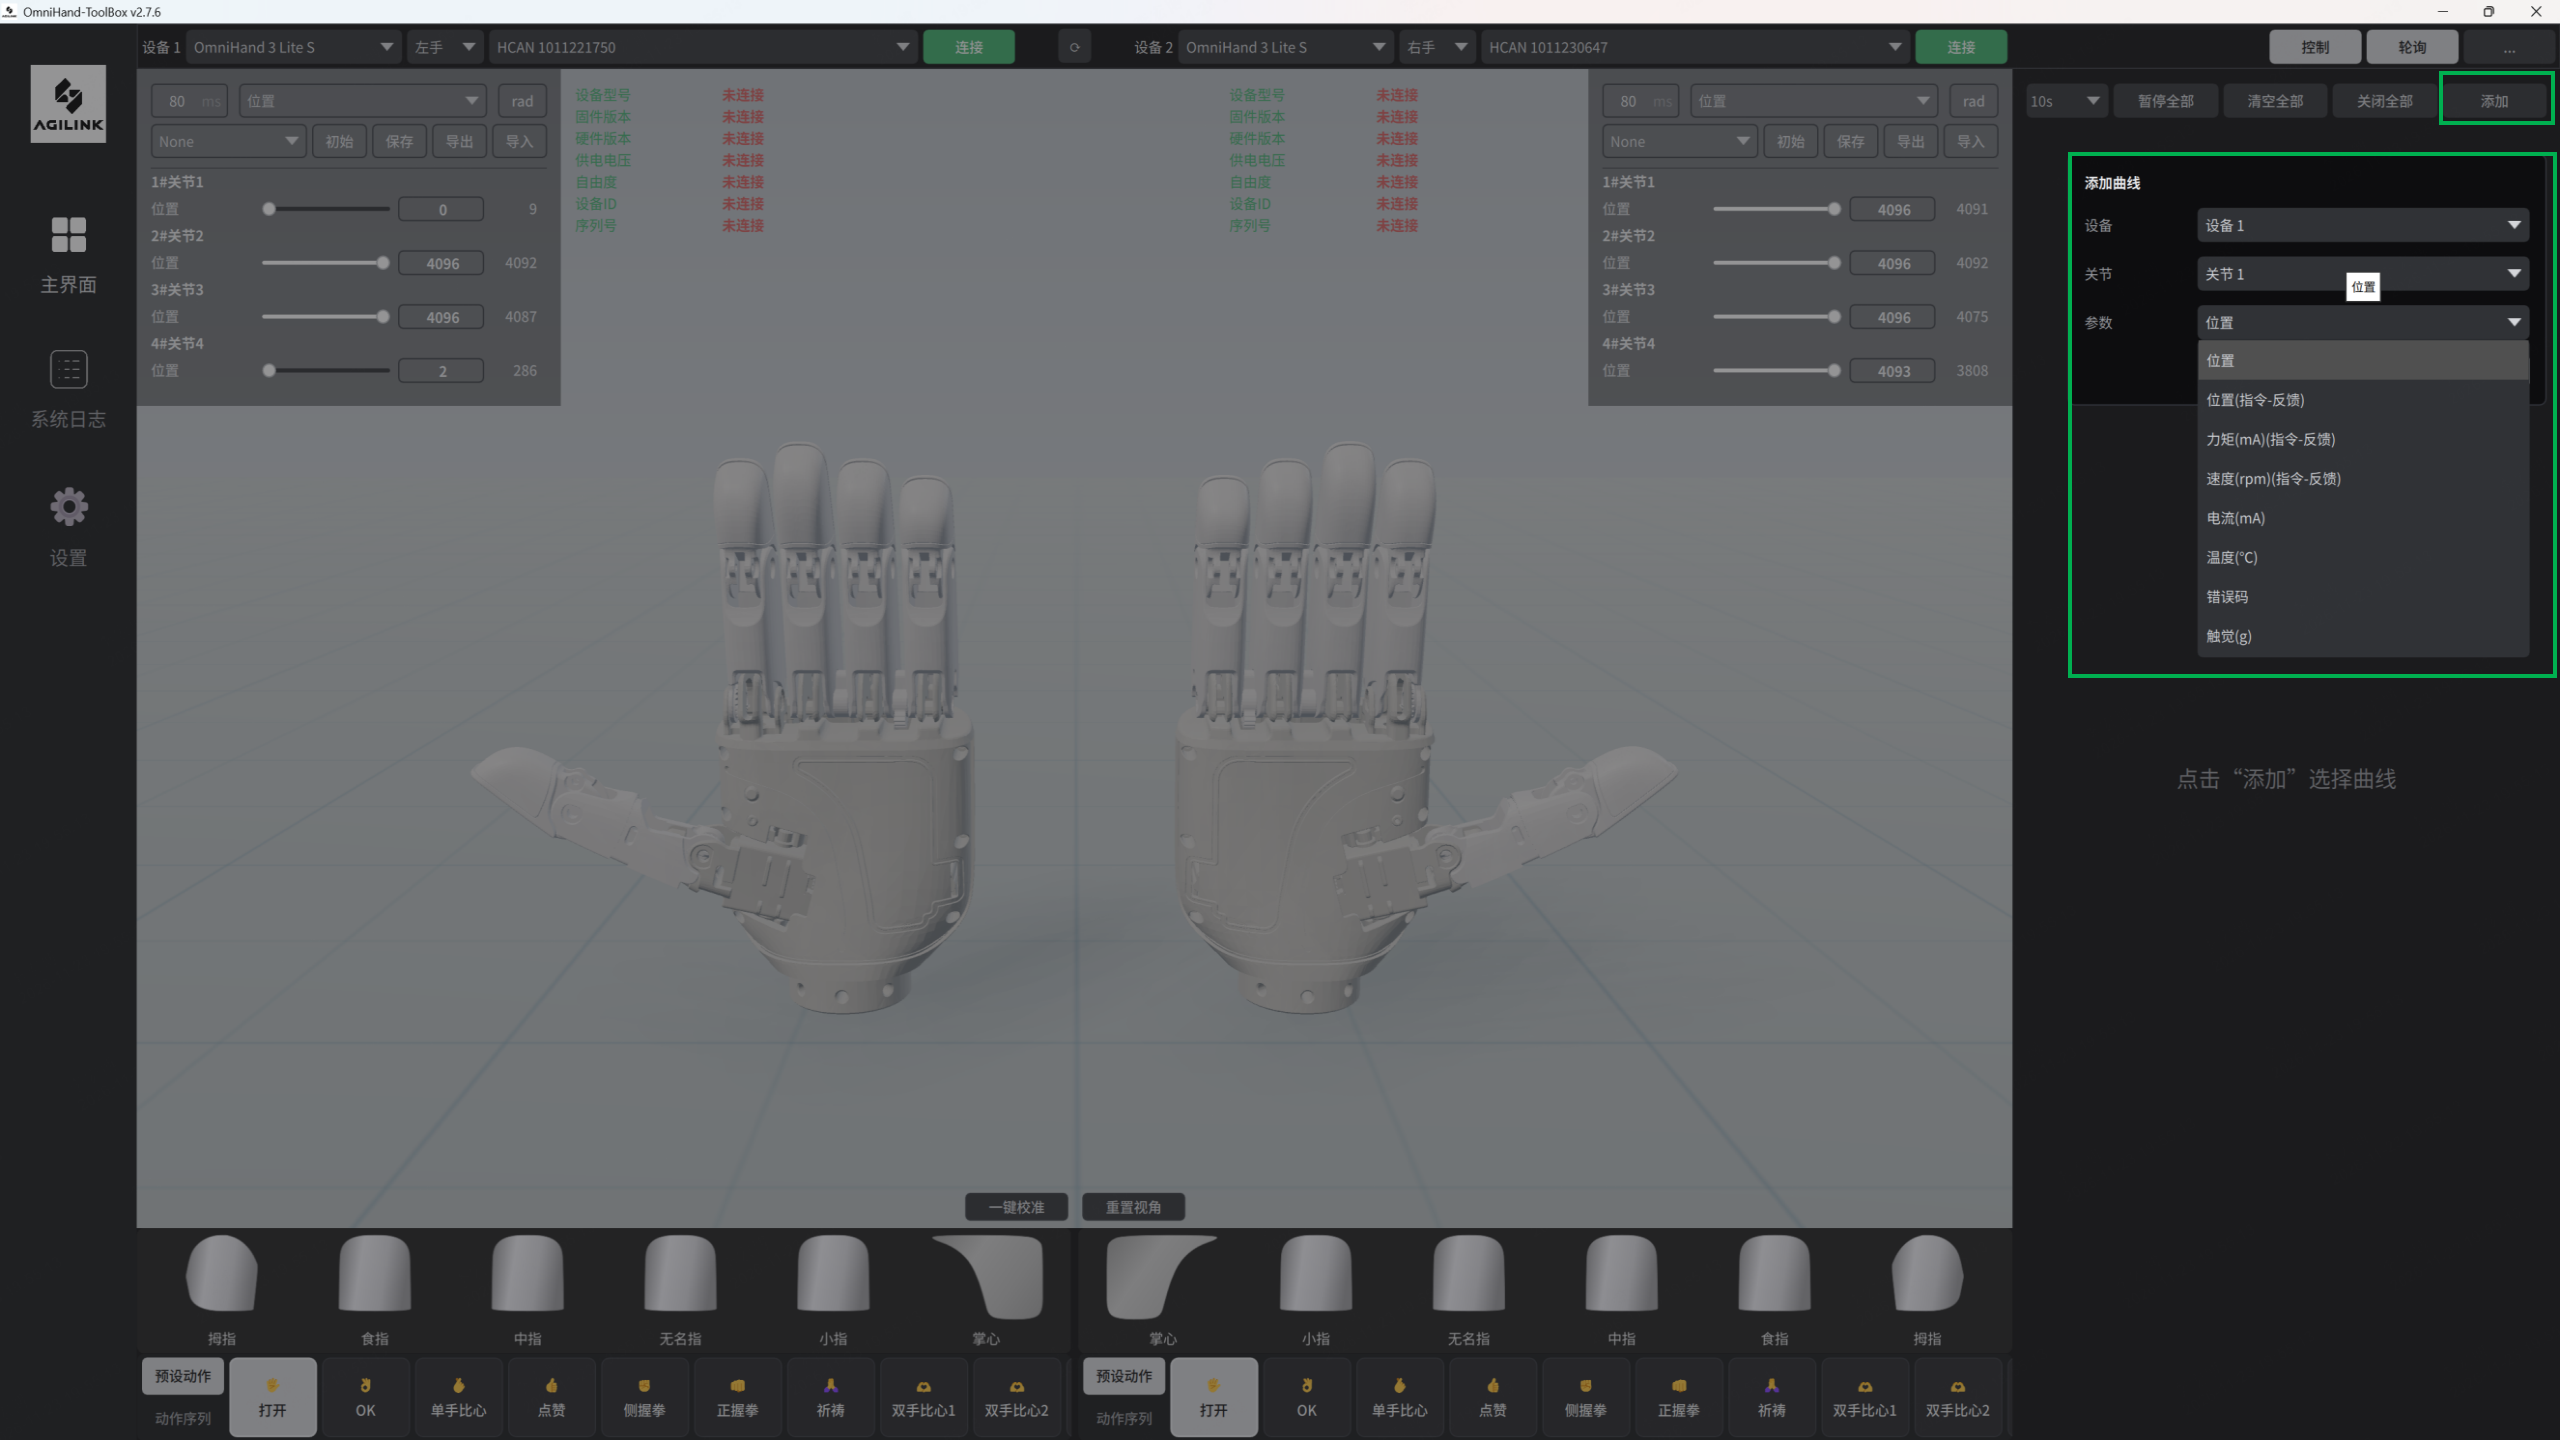 OmniHand-ToolBox v2.7.6
设备 1 OmniHand 3 Lite S 左手 HCAN 1011221750 连接 设备 2 OmniHand 3 Lite S 右手 HCAN 1011230647 连接 控制 轮询 ...
AGILINK
主界面
系统日志
设置
80 ms 位置 rad
None 初始 保存 导出 导入
1#关节1
位置 0 9
2#关节2
位置 4096 4092
3#关节3
位置 4096 4087
4#关节4
位置 2 286
设备型号 未连接
固件版本 未连接
硬件版本 未连接
供电电压 未连接
自由度 未连接
设备ID 未连接
序列号 未连接
设备型号 未连接
固件版本 未连接
硬件版本 未连接
供电电压 未连接
自由度 未连接
设备ID 未连接
序列号 未连接
80 ms 位置 rad
None 初始 保存 导出 导入
1#关节1
位置 4096 4091
2#关节2
位置 4096 4092
3#关节3
位置 4096 4075
4#关节4
位置 4093 3808
10s 暂停全部 清空全部 关闭全部 添加
添加曲线
设备 设备 1
关节 关节 1
位置
参数 位置
位置
位置(指令-反馈)
力矩(mA)(指令-反馈)
速度(rpm)(指令-反馈)
电流(mA)
温度(℃)
错误码
触觉(g)
点击“添加”选择曲线
一键校准 重置视角
拇指 食指 中指 无名指 小指 掌心 掌心 小指 无名指 中指 食指 拇指
预设动作 打开 OK 单手比心 点赞 侧握拳 正握拳 祈祷 双手比心1 双手比心2
动作序列
预设动作 打开 OK 单手比心 点赞 侧握拳 正握拳 祈祷 双手比心1 双手比心2
动作序列